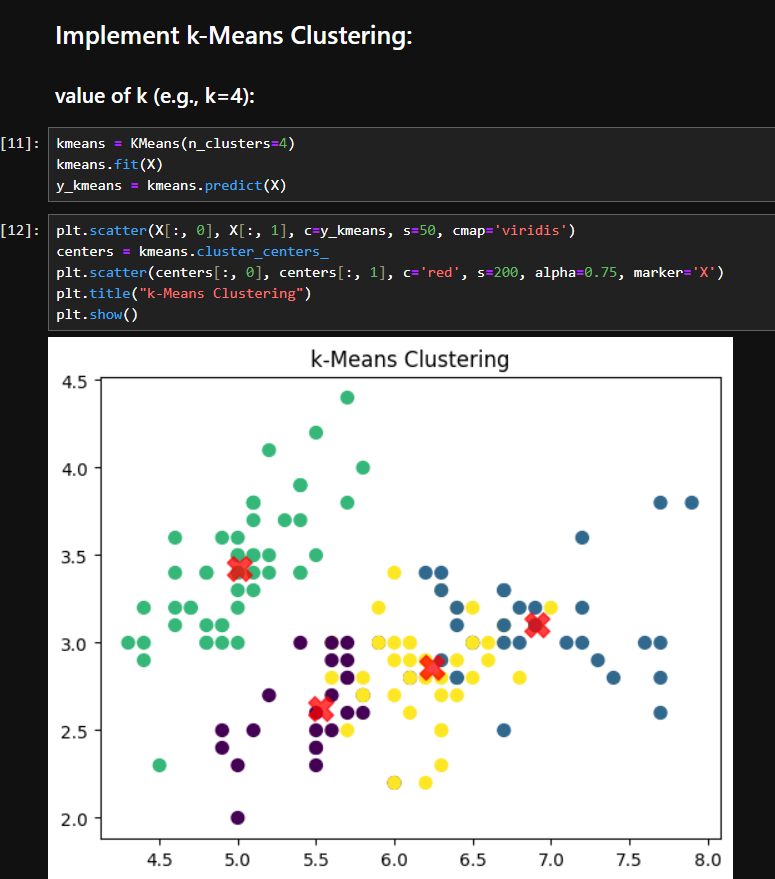 Implement k-Means Clustering:
value of k (e.g., k=4):
[11]: kmeans = KMeans(n_clusters=4)
kmeans.fit(X)
y_kmeans = kmeans.predict(X)
[12]: plt.scatter(X[:, 0], X[:, 1], c=y_kmeans, s=50, cmap='viridis')
centers = kmeans.cluster_centers_
plt.scatter(centers[:, 0], centers[:, 1], c='red', s=200, alpha=0.75, marker='X')
plt.title("k-Means Clustering")
plt.show()
k-Means Clustering
4.5
4.0
3.5
3.0
2.5
2.0
4.5 5.0 5.5 6.0 6.5 7.0 7.5 8.0